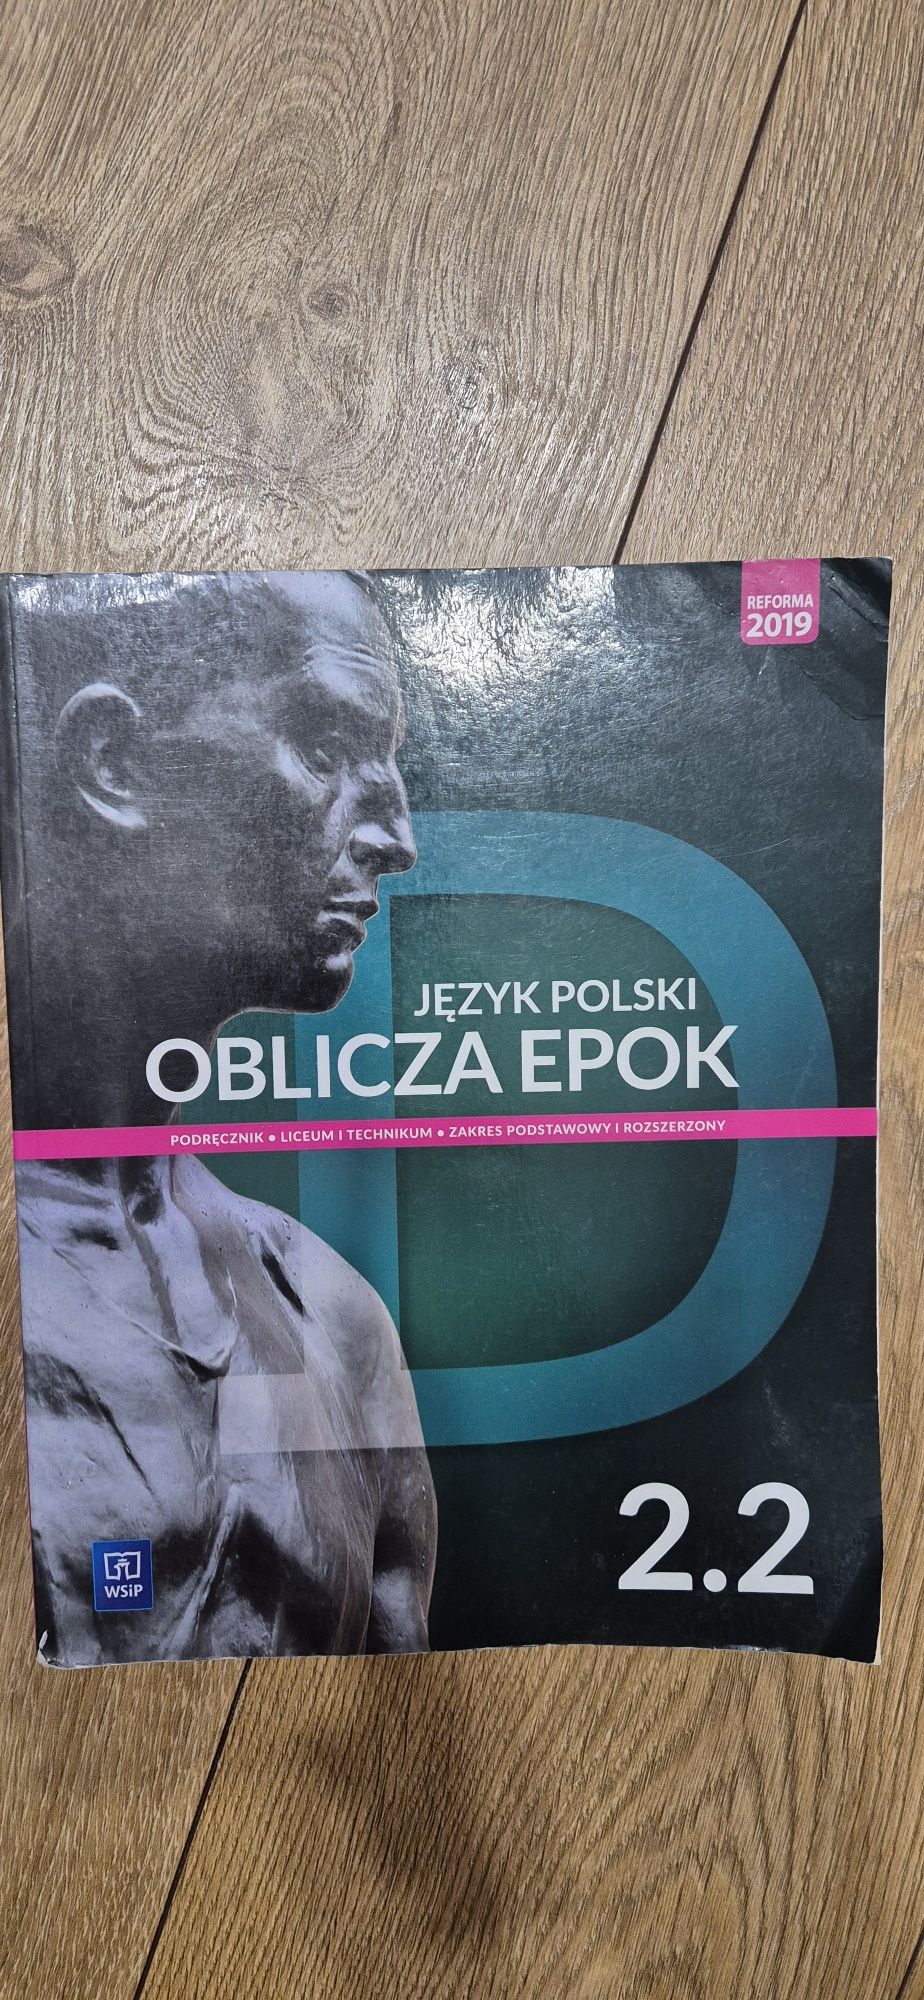 REFORMA
2019
JĘZYK POLSKI
OBLICZA EPOK
PODRĘCZNIK • LICEUM I TECHNIKUM • ZAKRES PODSTAWOWY I ROZSZERZONY
2.2
WSiP